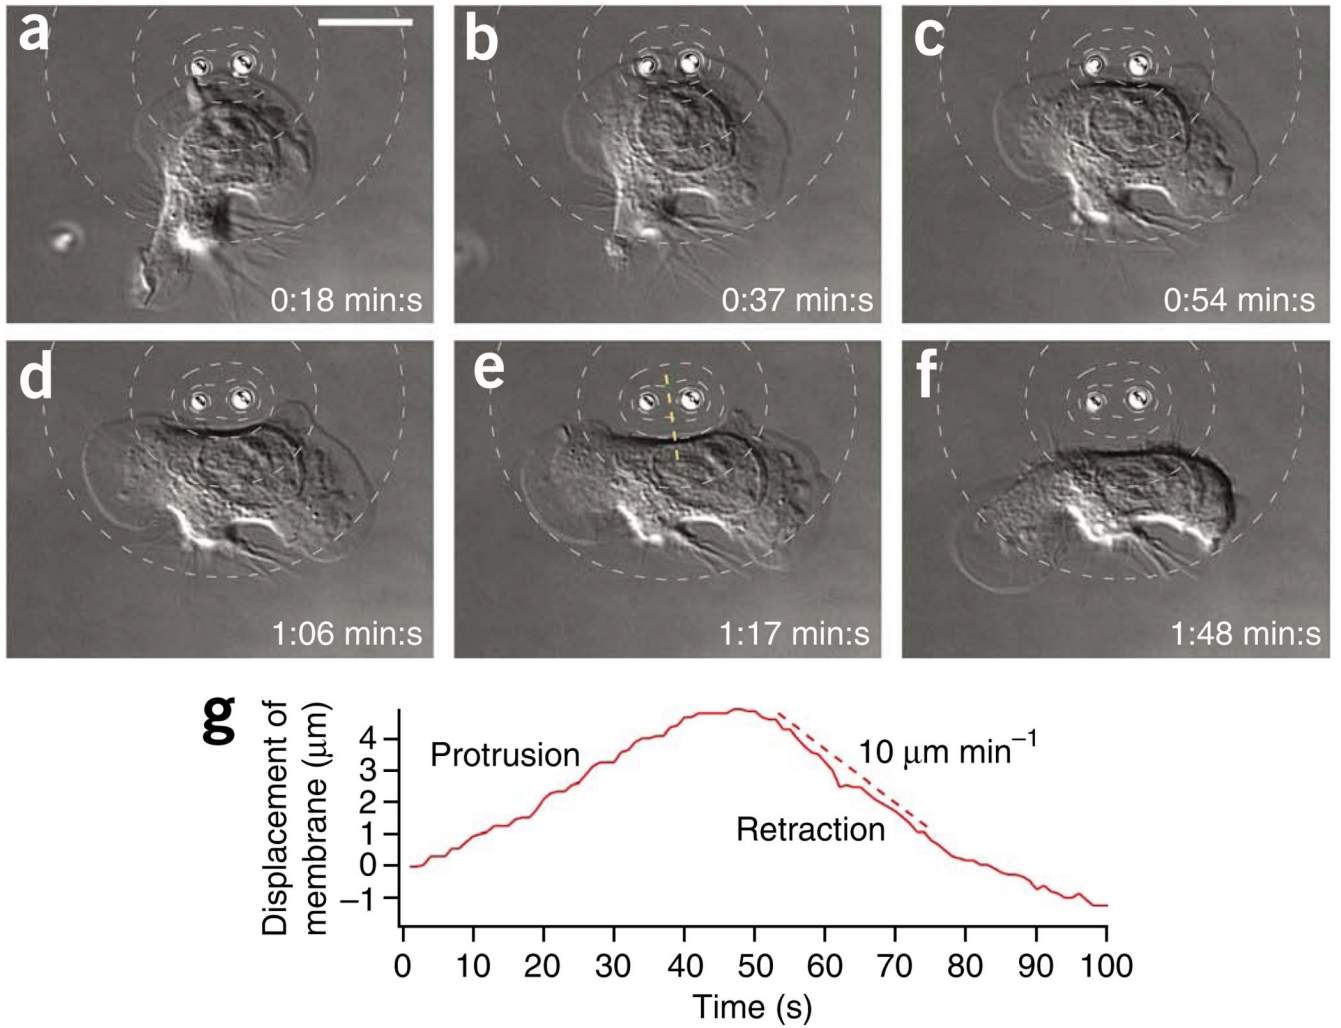 a
b
c
0:18 min:s
0:37 min:s
0:54 min:s
d
e
f
1:06 min:s
1:17 min:s
1:48 min:s
g
Displacement of
membrane (μm)
4
3
2
1
0
–1
Protrusion
10 μm min⁻¹
Retraction
0 10 20 30 40 50 60 70 80 90 100
Time (s)